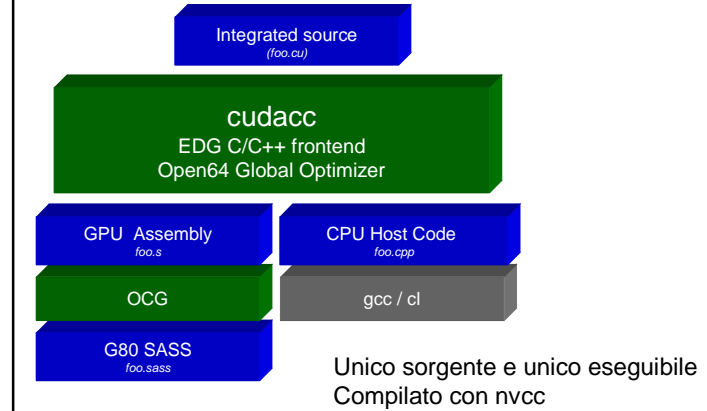 Integrated source
(foo.cu)
cudacc
EDG C/C++ frontend
Open64 Global Optimizer
GPU Assembly
foo.s
CPU Host Code
foo.cpp
OCG
gcc / cl
G80 SASS
foo.sass
Unico sorgente e unico eseguibile
Compilato con nvcc